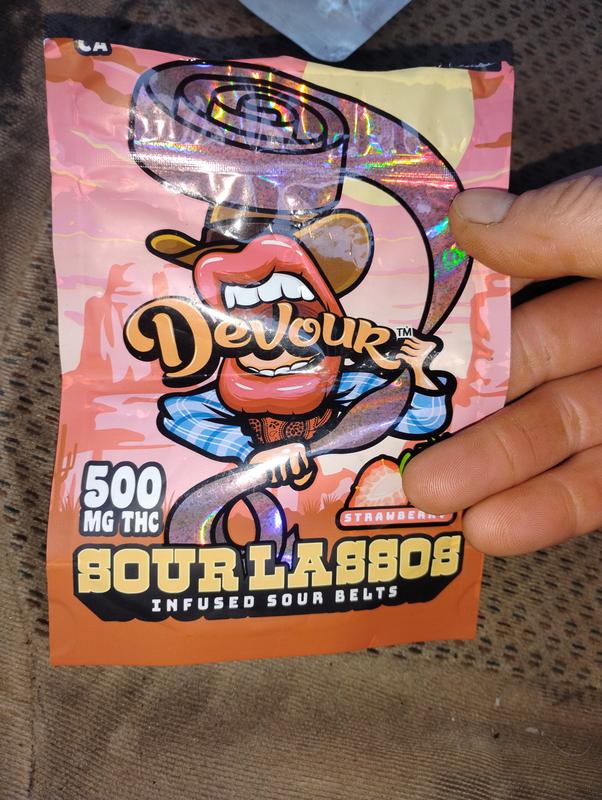 CA
DEVOUR™
500
MG THC
STRAWBERRY
SOUR LASSOS
INFUSED SOUR BELTS